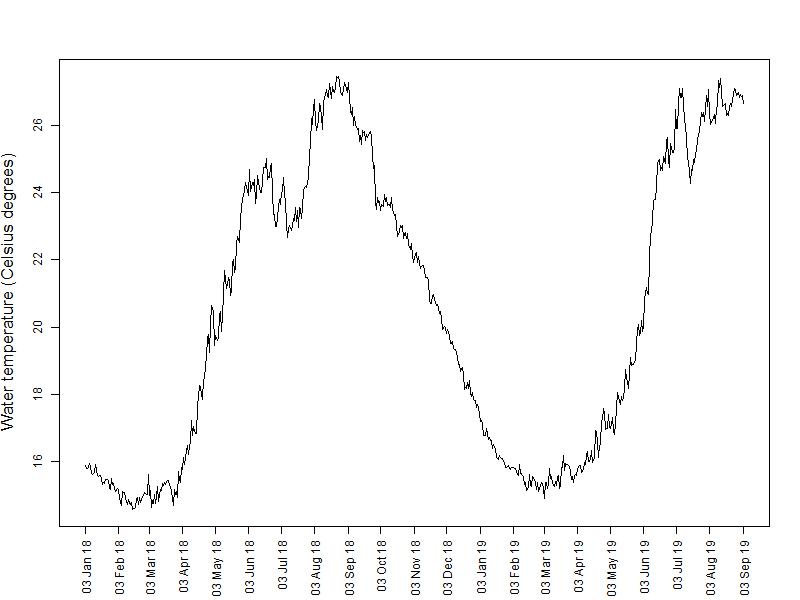 Water temperature (Celsius degrees)
26
24
22
20
18
16
03 Jan 18
03 Feb 18
03 Mar 18
03 Apr 18
03 May 18
03 Jun 18
03 Jul 18
03 Aug 18
03 Sep 18
03 Oct 18
03 Nov 18
03 Dec 18
03 Jan 19
03 Feb 19
03 Mar 19
03 Apr 19
03 May 19
03 Jun 19
03 Jul 19
03 Aug 19
03 Sep 19